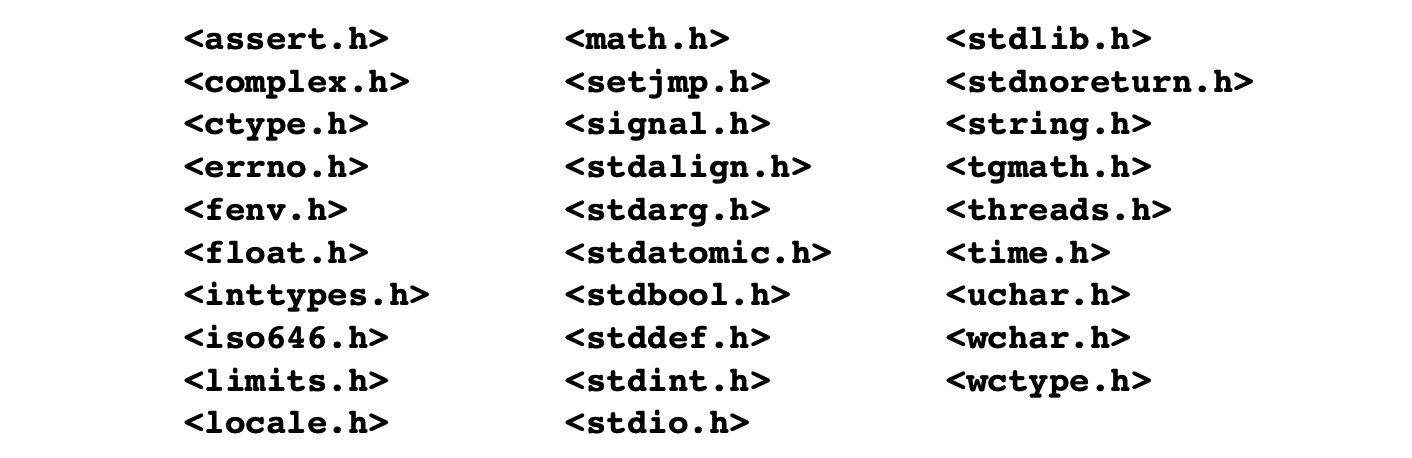 <assert.h> <math.h> <stdlib.h>
<complex.h> <setjmp.h> <stdnoreturn.h>
<ctype.h> <signal.h> <string.h>
<errno.h> <stdalign.h> <tgmath.h>
<fenv.h> <stdarg.h> <threads.h>
<float.h> <stdatomic.h> <time.h>
<inttypes.h> <stdbool.h> <uchar.h>
<iso646.h> <stddef.h> <wchar.h>
<limits.h> <stdint.h> <wctype.h>
<locale.h> <stdio.h>